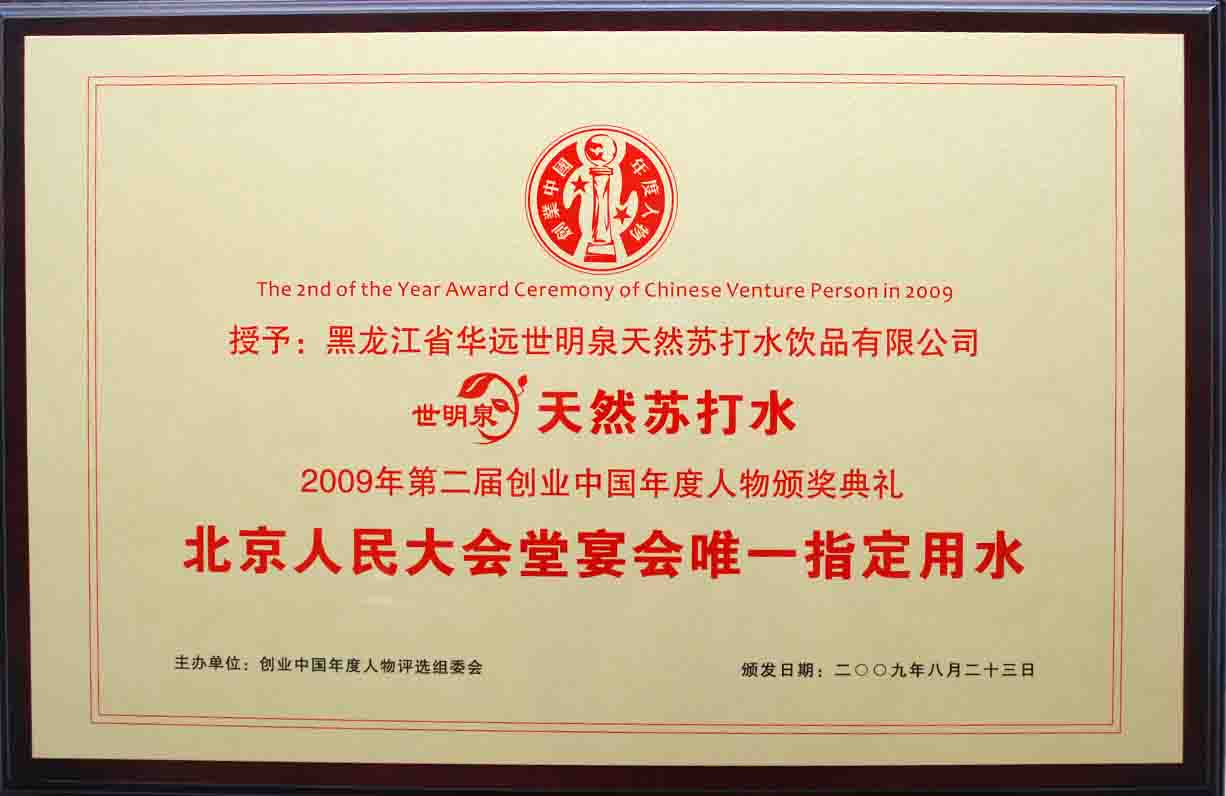 創業中國 年度人物
The 2nd of the Year Award Ceremony of Chinese Venture Person in 2009
授予：黑龙江省华远世明泉天然苏打水饮品有限公司
世明泉 天然苏打水
2009年第二届创业中国年度人物颁奖典礼
北京人民大会堂宴会唯一指定用水
主办单位：创业中国年度人物评选组委会 颁发日期：二〇〇九年八月二十三日